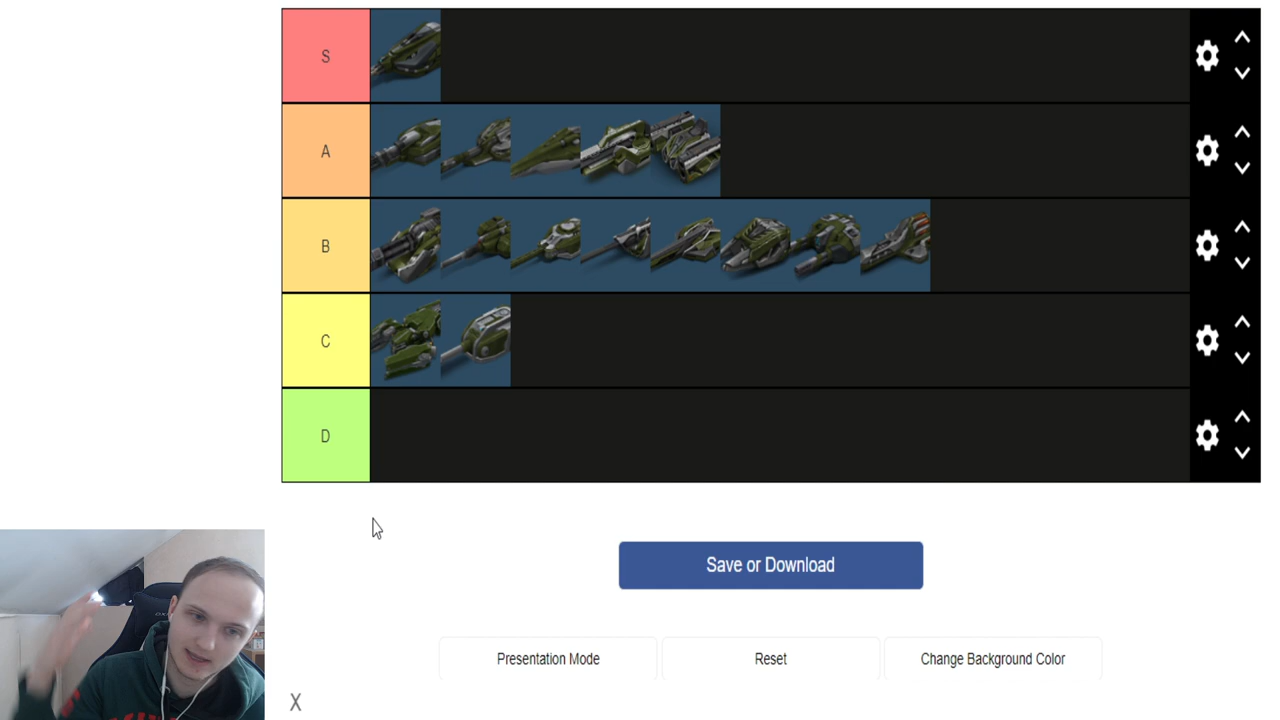 S
A
B
C
D
Save or Download
Presentation Mode
Reset
Change Background Color
X